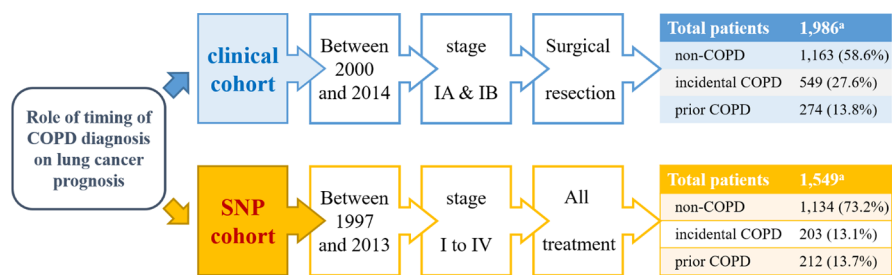 Role of timing of
COPD diagnosis
on lung cancer
prognosis
clinical
cohort
Between
2000
and 2014
stage
IA & IB
Surgical
resection
Total patients 1,986ᵃ
non-COPD 1,163 (58.6%)
incidental COPD 549 (27.6%)
prior COPD 274 (13.8%)
SNP
cohort
Between
1997
and 2013
stage
I to IV
All
treatment
Total patients 1,549ᵃ
non-COPD 1,134 (73.2%)
incidental COPD 203 (13.1%)
prior COPD 212 (13.7%)